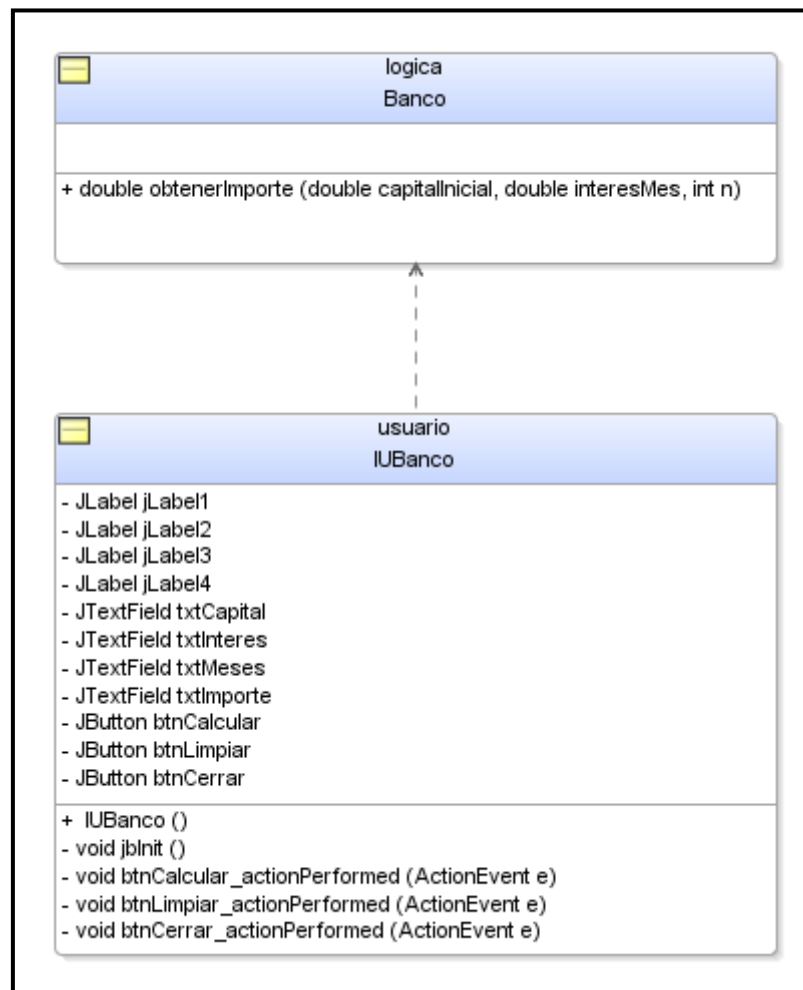 logica
Banco
+ double obtenerImporte (double capitalInicial, double interesMes, int n)
usuario
IUBanco
- JLabel jLabel1
- JLabel jLabel2
- JLabel jLabel3
- JLabel jLabel4
- JTextField txtCapital
- JTextField txtInteres
- JTextField txtMeses
- JTextField txtImporte
- JButton btnCalcular
- JButton btnLimpiar
- JButton btnCerrar
+ IUBanco ()
- void jbInit ()
- void btnCalcular_actionPerformed (ActionEvent e)
- void btnLimpiar_actionPerformed (ActionEvent e)
- void btnCerrar_actionPerformed (ActionEvent e)